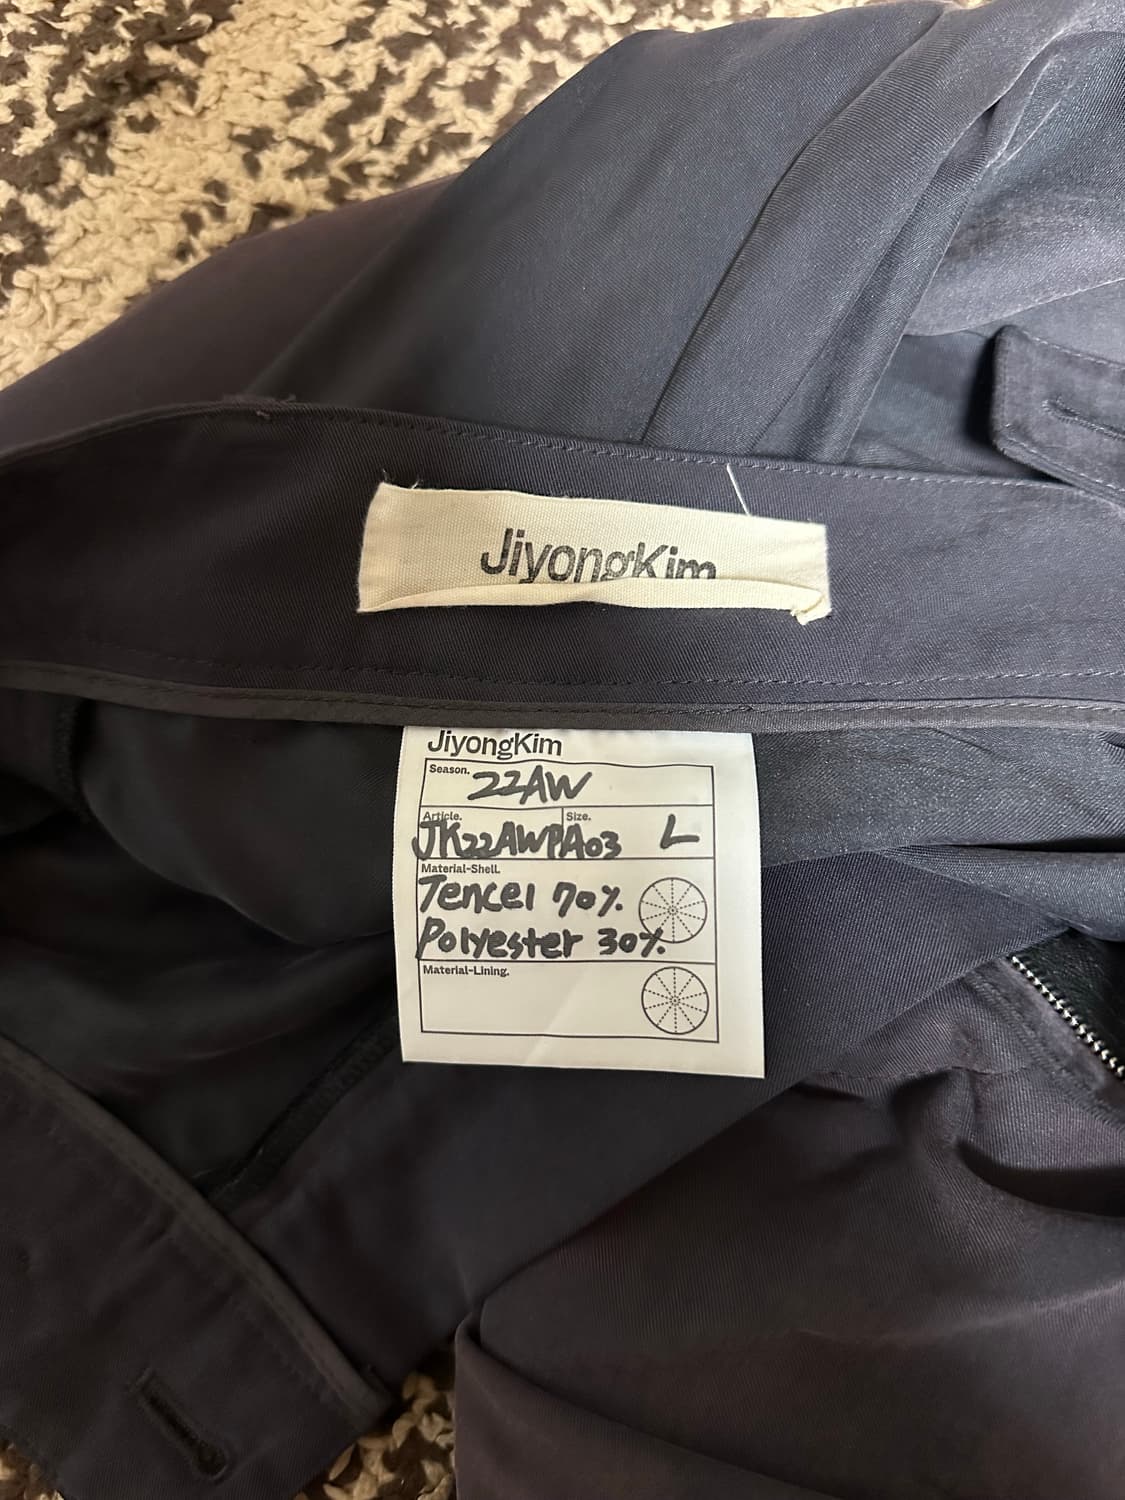 JiyongKim
JiyongKim
Season. 22AW
Article. Size.
JK22AWPA03 L
Material-Shell.
Tencel 70%.
Polyester 30%.
Material-Lining.